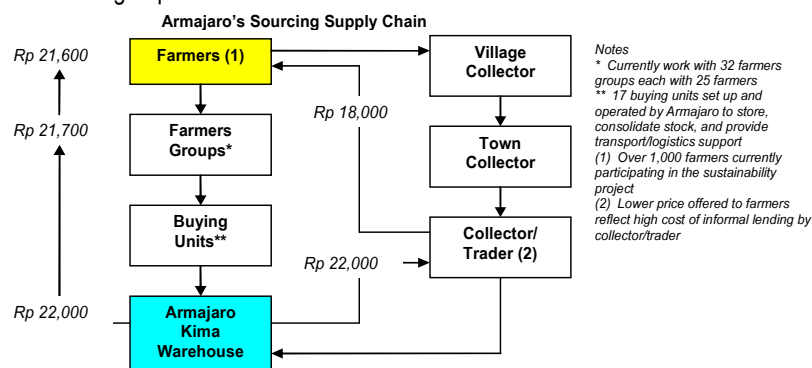 Armajaro's Sourcing Supply Chain
Rp 21,600
Farmers (1)
Village
Collector
Rp 21,700
Farmers
Groups*
Rp 18,000
Town
Collector
Buying
Units**
Collector/
Trader (2)
Rp 22,000
Rp 22,000
Armajaro
Kima
Warehouse
Notes
* Currently work with 32 farmers
groups each with 25 farmers
** 17 buying units set up and
operated by Armajaro to store,
consolidate stock, and provide
transport/logistics support
(1) Over 1,000 farmers currently
participating in the sustainability
project
(2) Lower price offered to farmers
reflect high cost of informal lending by
collector/trader